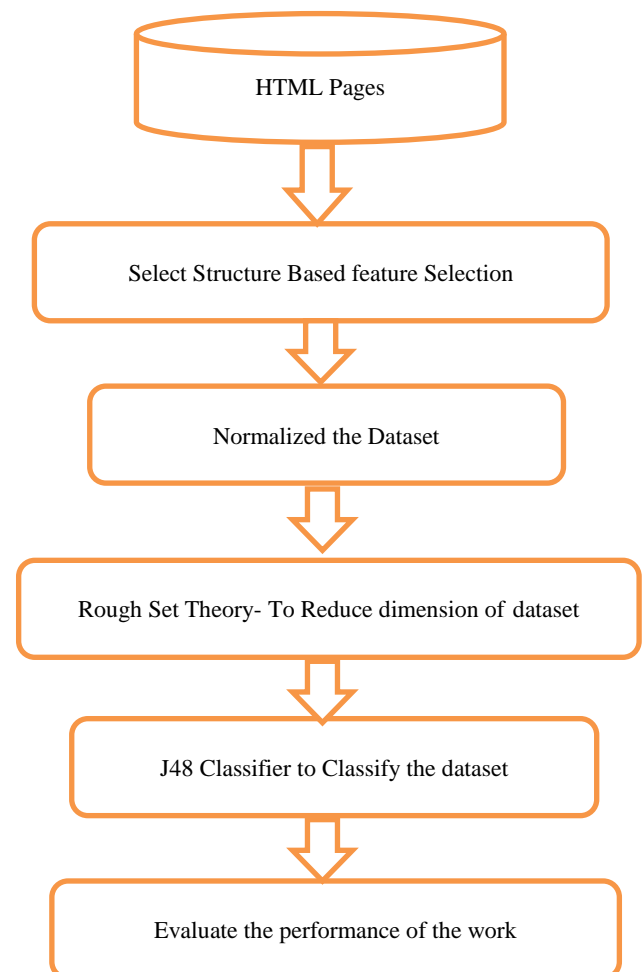 HTML Pages
Select Structure Based feature Selection
Normalized the Dataset
Rough Set Theory- To Reduce dimension of dataset
J48 Classifier to Classify the dataset
Evaluate the performance of the work